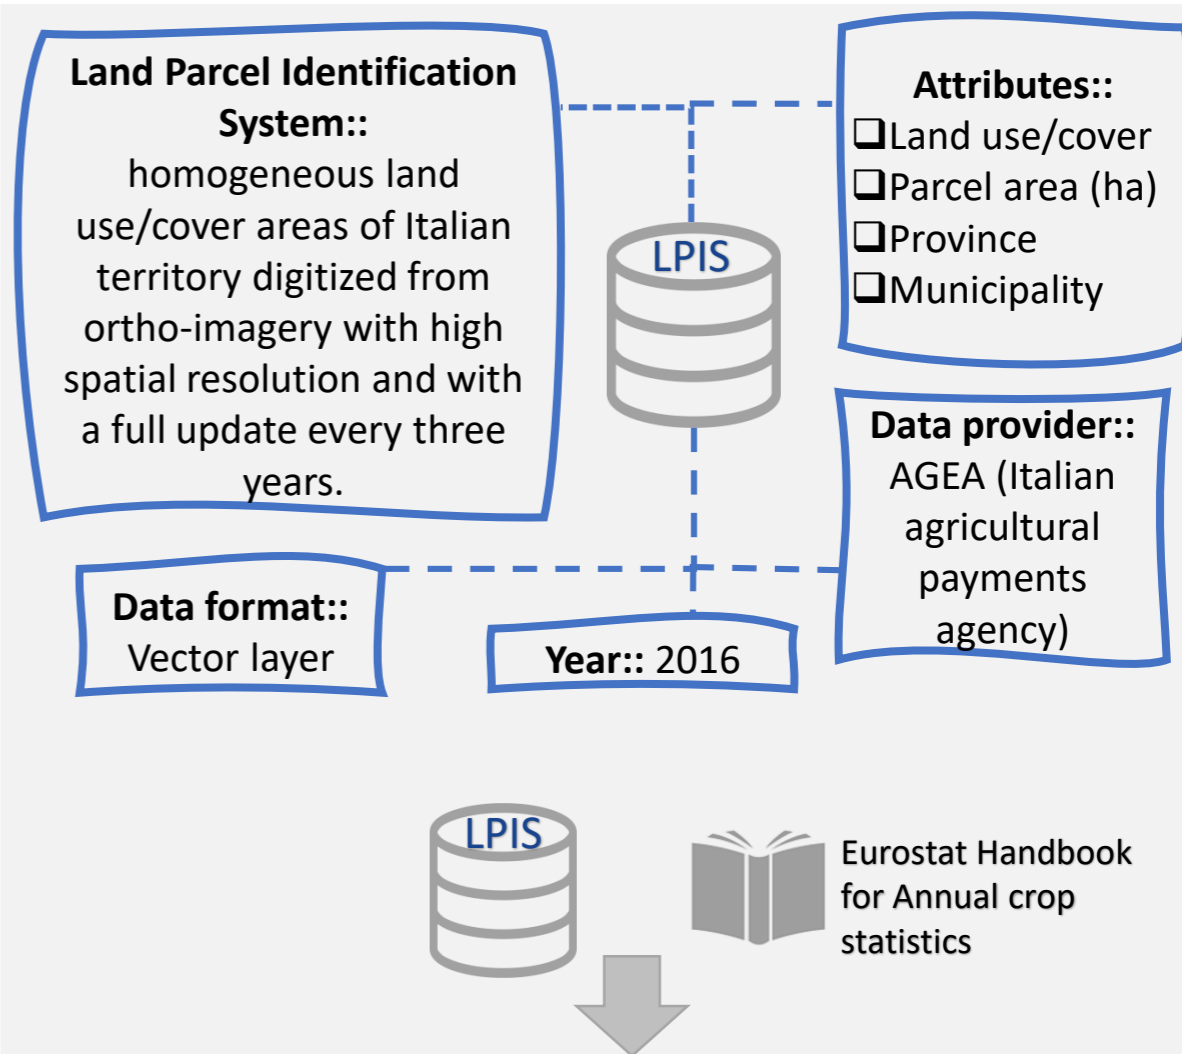 Land Parcel Identification
System::
homogeneous land
use/cover areas of Italian
territory digitized from
ortho-imagery with high
spatial resolution and with
a full update every three
years.
LPIS
Attributes::
❑Land use/cover
❑Parcel area (ha)
❑Province
❑Municipality
Data provider::
AGEA (Italian
agricultural
payments
agency)
Data format::
Vector layer
Year:: 2016
LPIS
Eurostat Handbook
for Annual crop
statistics